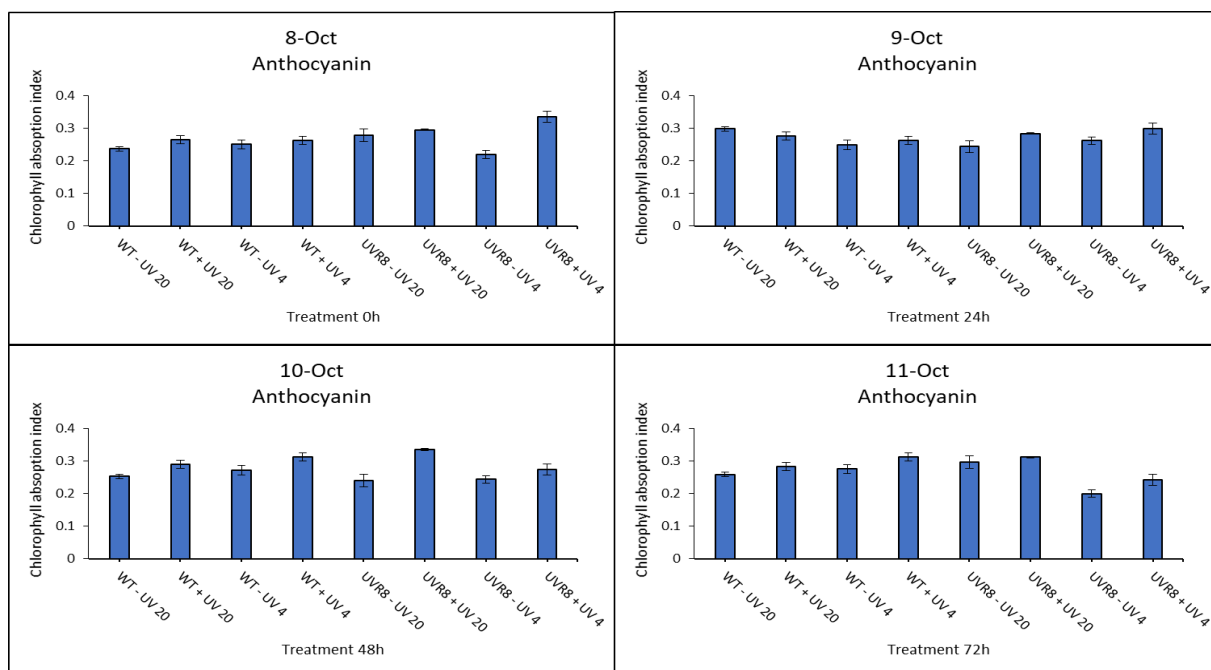 8-Oct
Anthocyanin
Chlorophyll absoption index
0.4
0.3
0.2
0.1
0
WT - UV 20
WT + UV 20
WT - UV 4
WT + UV 4
UVR8 - UV 20
UVR8 + UV 20
UVR8 - UV 4
UVR8 + UV 4
Treatment 0h
9-Oct
Anthocyanin
Chlorophyll absoption index
0.4
0.3
0.2
0.1
0
WT - UV 20
WT + UV 20
WT - UV 4
WT + UV 4
UVR8 - UV 20
UVR8 + UV 20
UVR8 - UV 4
UVR8 + UV 4
Treatment 24h
10-Oct
Anthocyanin
Chlorophyll absoption index
0.4
0.3
0.2
0.1
0
WT - UV 20
WT + UV 20
WT - UV 4
WT + UV 4
UVR8 - UV 20
UVR8 + UV 20
UVR8 - UV 4
UVR8 + UV 4
Treatment 48h
11-Oct
Anthocyanin
Chlorophyll absoption index
0.4
0.3
0.2
0.1
0
WT - UV 20
WT + UV 20
WT - UV 4
WT + UV 4
UVR8 - UV 20
UVR8 + UV 20
UVR8 - UV 4
UVR8 + UV 4
Treatment 72h